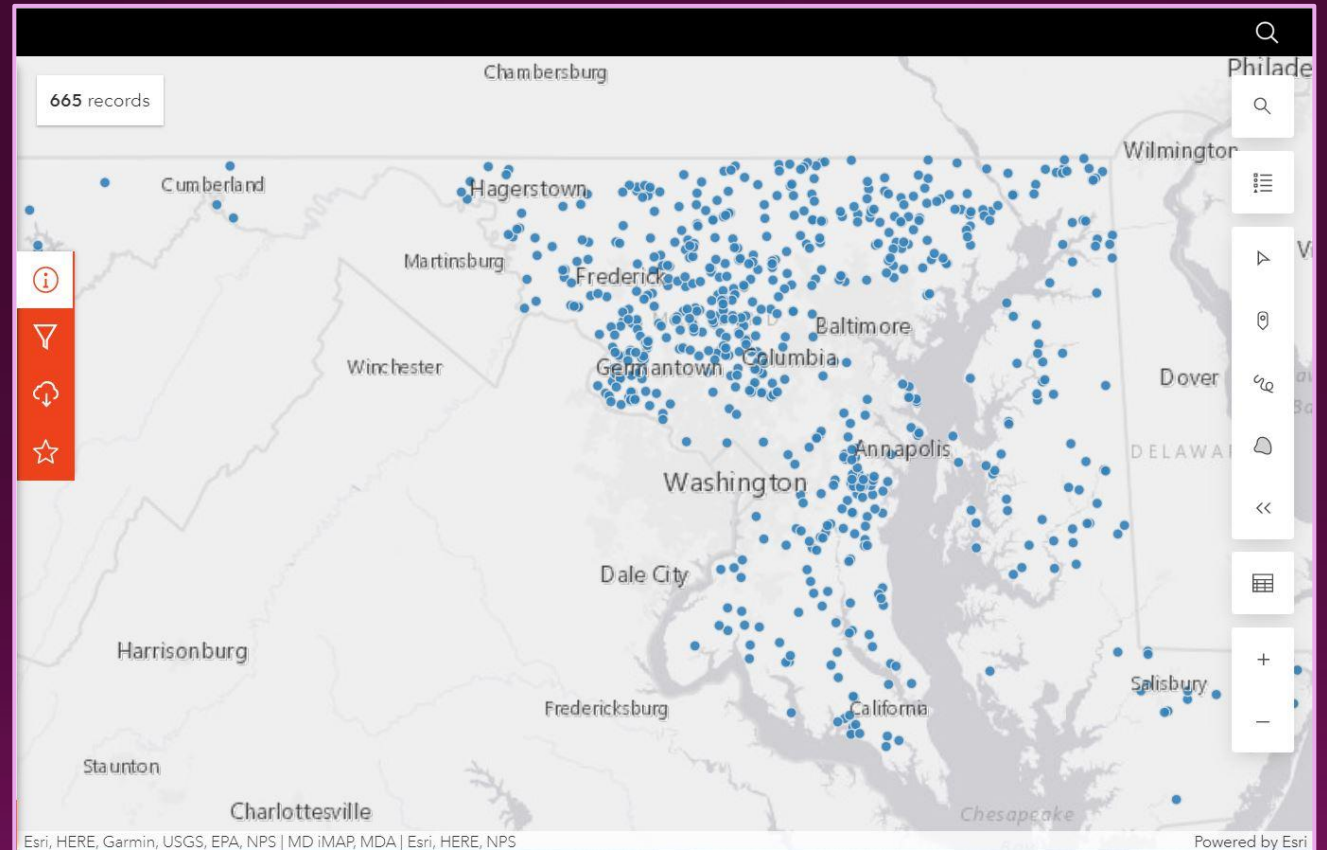 Chambersburg
Philade
665 records
Wilmington
Cumberland
Hagerstown
Martinsburg
Frederick
Baltimore
Winchester
Germantown
Columbia
Dover
Annapolis
DELAWA
Washington
Dale City
Harrisonburg
Salisbury
Fredericksburg
California
Staunton
Charlottesville
Chesapeake
Esri, HERE, Garmin, USGS, EPA, NPS | MD iMAP, MDA | Esri, HERE, NPS
Powered by Esri